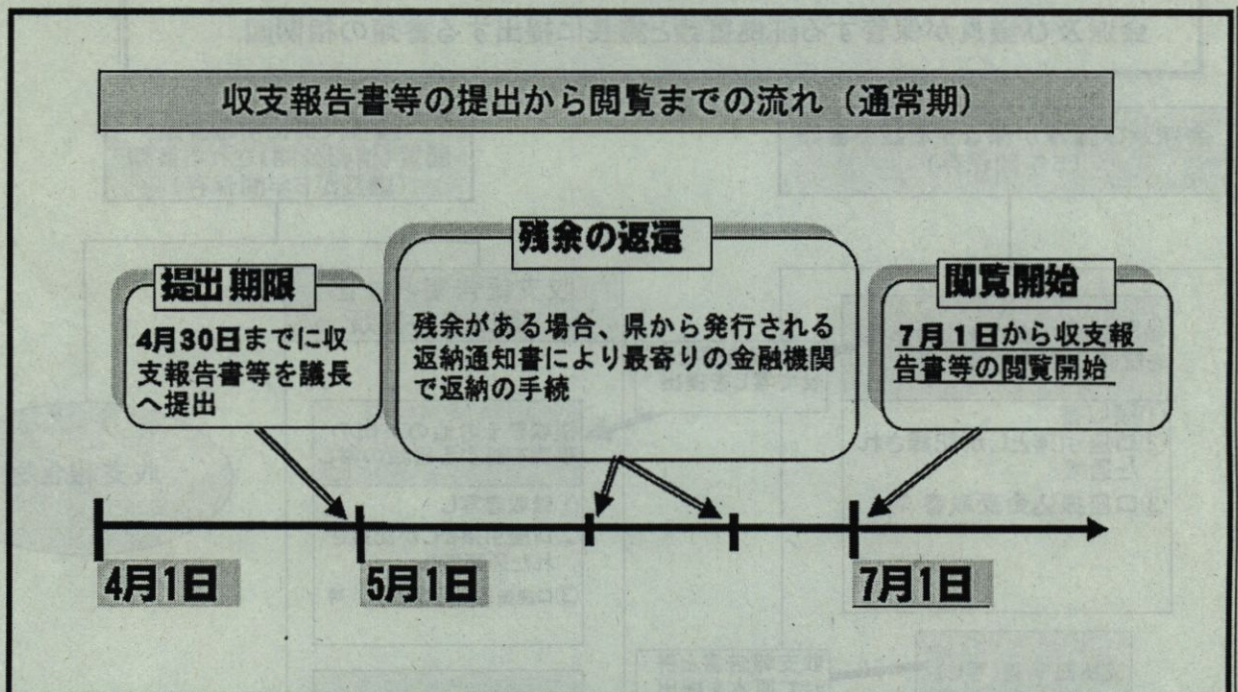 収支報告書等の提出から閲覧までの流れ（通常期）
提出期限
4月30日までに収
支報告書等を議長
へ提出
残余の返還
残余がある場合、県から発行される
返納通知書により最寄りの金融機関
で返納の手続
閲覧開始
7月1日から収支報
告書等の閲覧開始
4月1日
5月1日
7月1日